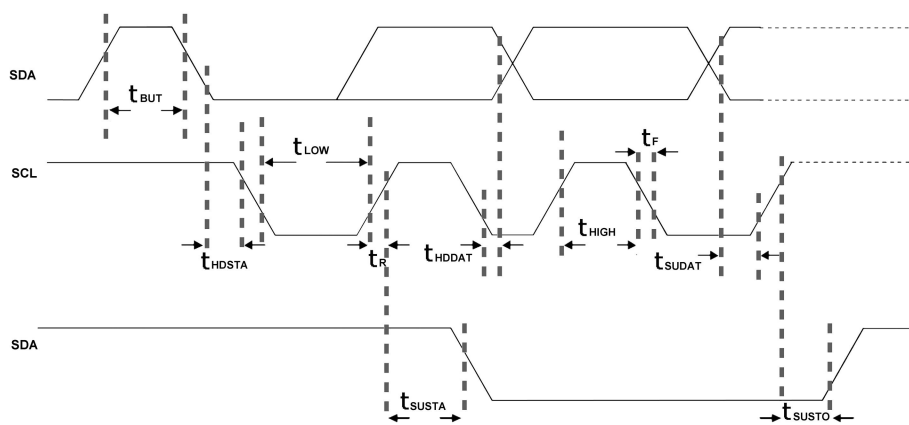 SDA
tBUT
tLOW
tF
SCL
tHDSTA
tR
tHDDAT
tHIGH
tSUDAT
SDA
tSUSTA
tSUSTO